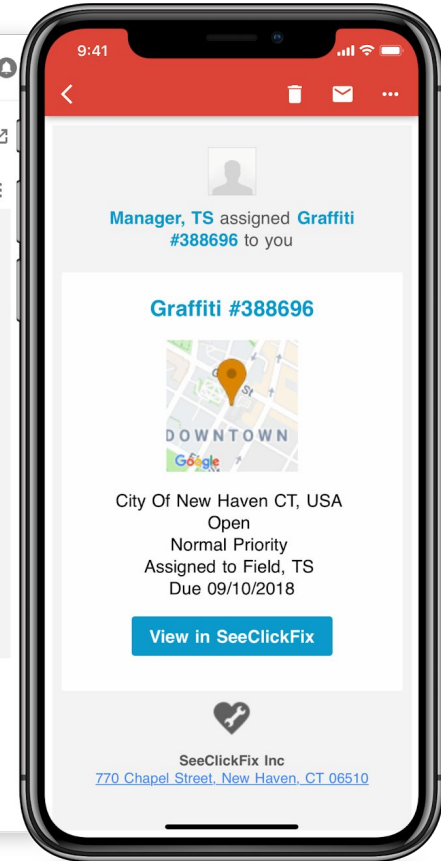 9:41
Manager, TS assigned Graffiti
#388696 to you
Graffiti #388696
St
DOWNTOWN
Google
City Of New Haven CT, USA
Open
Normal Priority
Assigned to Field, TS
Due 09/10/2018
View in SeeClickFix
SeeClickFix Inc
770 Chapel Street, New Haven, CT 06510